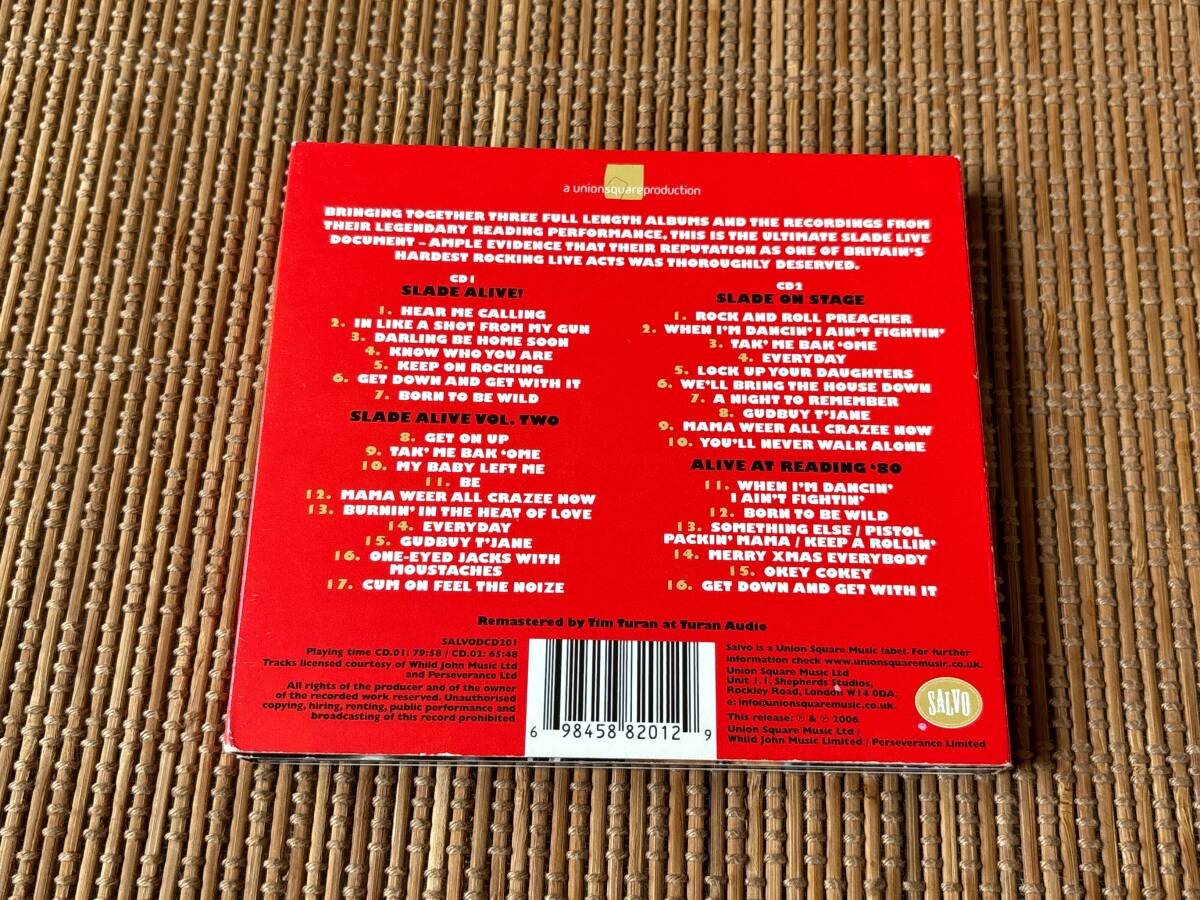 a unionsquareproduction
BRINGING TOGETHER THREE FULL LENGTH ALBUMS AND THE RECORDINGS FROM
THEIR LEGENDARY READING PERFORMANCE, THIS IS THE ULTIMATE SLADE LIVE
DOCUMENT – AMPLE EVIDENCE THAT THEIR REPUTATION AS ONE OF BRITAIN'S
HARDEST ROCKING LIVE ACTS WAS THOROUGHLY DESERVED.
CD1
SLADE ALIVE!
1. HEAR ME CALLING
2. IN LIKE A SHOT FROM MY GUN
3. DARLING BE HOME SOON
4. KNOW WHO YOU ARE
5. KEEP ON ROCKING
6. GET DOWN AND GET WITH IT
7. BORN TO BE WILD
SLADE ALIVE VOL. TWO
8. GET ON UP
9. TAK' ME BAK 'OME
10. MY BABY LEFT ME
11. BE
12. MAMA WEER ALL CRAZEE NOW
13. BURNIN' IN THE HEAT OF LOVE
14. EVERYDAY
15. GUDBUY T'JANE
16. ONE-EYED JACKS WITH
MOUSTACHES
17. CUM ON FEEL THE NOIZE
CD2
SLADE ON STAGE
1. ROCK AND ROLL PREACHER
2. WHEN I'M DANCIN' I AIN'T FIGHTIN'
3. TAK' ME BAK 'OME
4. EVERYDAY
5. LOCK UP YOUR DAUGHTERS
6. WE'LL BRING THE HOUSE DOWN
7. A NIGHT TO REMEMBER
8. GUDBUY T'JANE
9. MAMA WEER ALL CRAZEE NOW
10. YOU'LL NEVER WALK ALONE
ALIVE AT READING '80
11. WHEN I'M DANCIN'
I AIN'T FIGHTIN'
12. BORN TO BE WILD
13. SOMETHING ELSE / PISTOL
PACKIN' MAMA / KEEP A ROLLIN'
14. MERRY XMAS EVERYBODY
15. OKEY COKEY
16. GET DOWN AND GET WITH IT
Remastered by Tim Turan at Turan Audio
SALVODCD201
Playing time CD.01: 79:58 / CD.02: 65:48
Tracks licensed courtesy of Whild John Music Ltd
and Perseverance Ltd
All rights of the producer and of the owner
of the recorded work reserved. Unauthorised
copying, hiring, renting, public performance and
broadcasting of this record prohibited
6 98458 82012 9
Salvo is a Union Square Music label. For further
information check www.unionsquaremusic.co.uk.
Union Square Music Ltd
Unit 1.1, Shepherds Studios,
Rockley Road, London W14 0DA.
e: info@unionsquaremusic.co.uk.
This release: ℗ & ℗ 2006
Union Square Music Ltd /
Whild John Music Limited / Perseverance Limited
SALVO